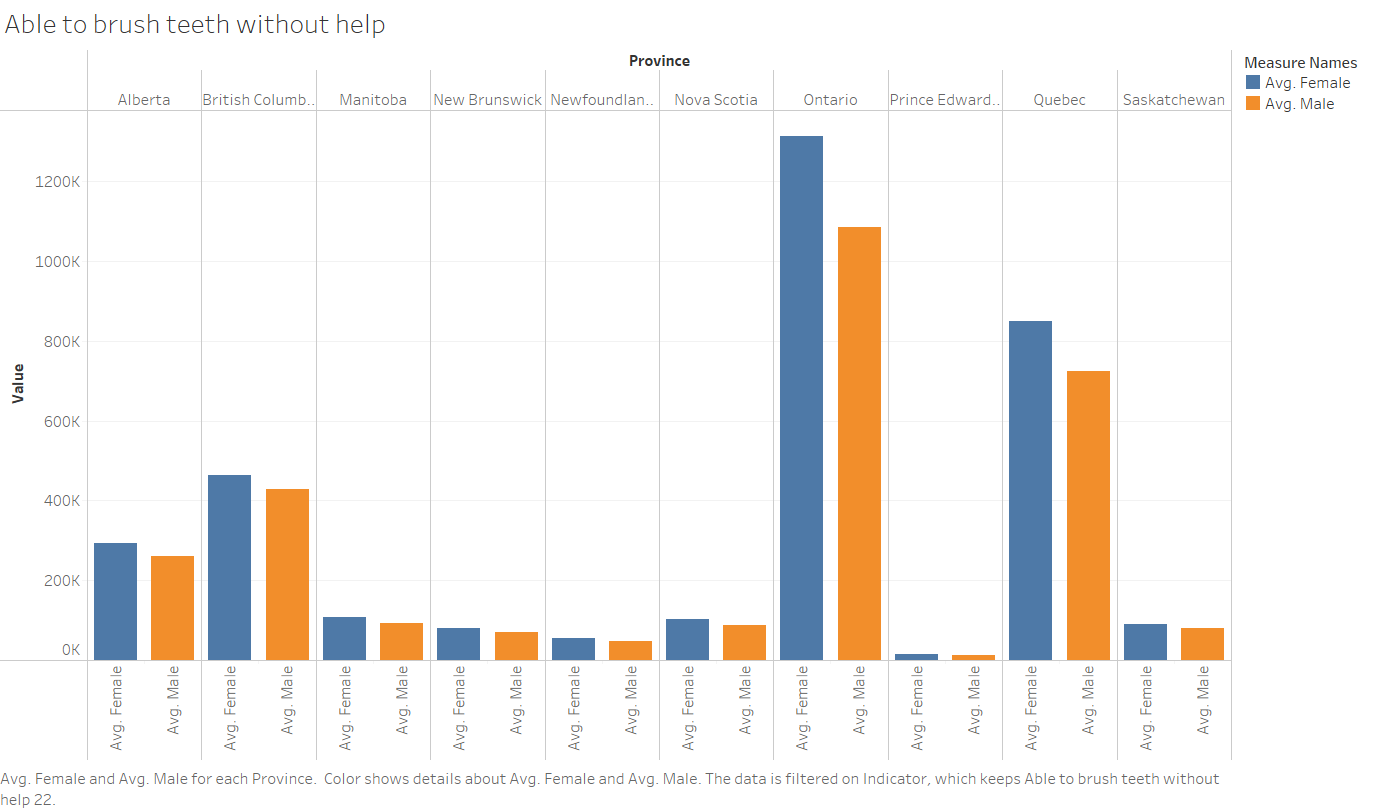 Able to brush teeth without help
Province
Measure Names
Alberta British Columb.. Manitoba New Brunswick Newfoundlan.. Nova Scotia Ontario Prince Edward.. Quebec Saskatchewan
Avg. Female
Avg. Male
1200K
1000K
800K
600K
400K
200K
0K
Value
Avg. Female Avg. Male Avg. Female Avg. Male Avg. Female Avg. Male Avg. Female Avg. Male Avg. Female Avg. Male Avg. Female Avg. Male Avg. Female Avg. Male Avg. Female Avg. Male Avg. Female Avg. Male Avg. Female Avg. Male
Avg. Female and Avg. Male for each Province.  Color shows details about Avg. Female and Avg. Male. The data is filtered on Indicator, which keeps Able to brush teeth without
help 22.